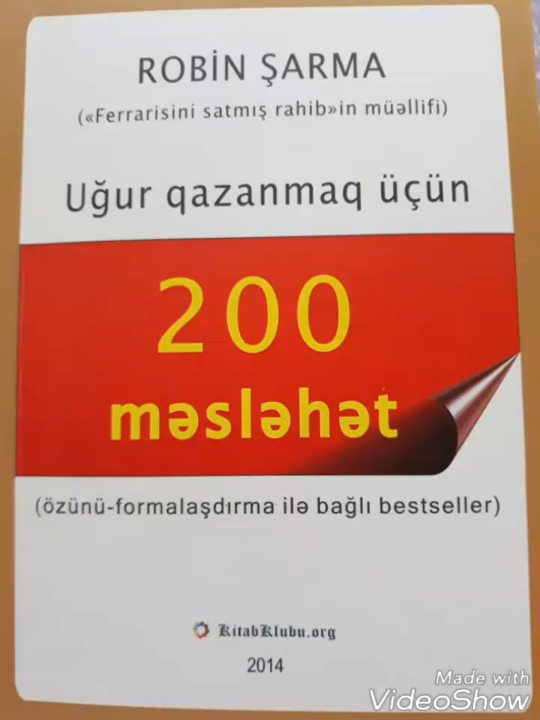 ROBİN ŞARMA
(«Ferrarisini satmış rahib»in müəllifi)
Uğur qazanmaq üçün
200
məsləhət
(özünü-formalaşdırma ilə bağlı bestseller)
KitabKlubu.org
2014
Made with
VideoShow